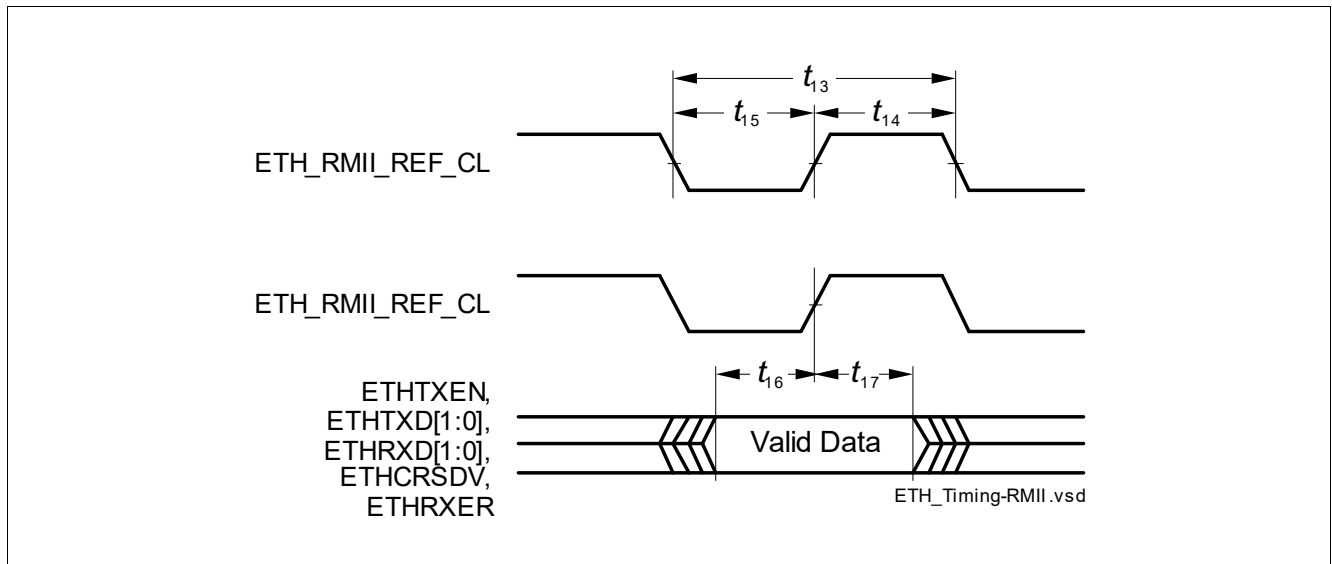 t13
t15 t14
ETH_RMII_REF_CL
ETH_RMII_REF_CL
t16 t17
ETHTXEN,
ETHTXD[1:0],
ETHRXD[1:0],
ETHCRSDV,
ETHRXER
Valid Data
ETH_Timing-RMII.vsd